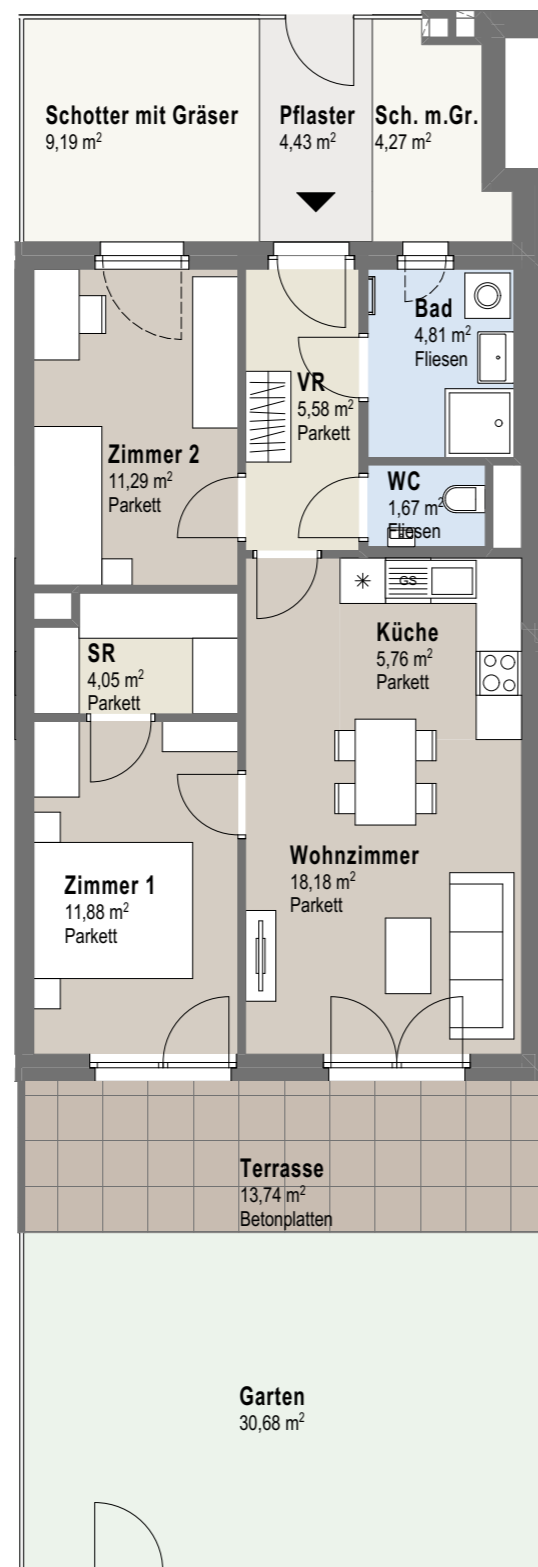 Schotter mit Gräser
9,19 m²
Pflaster
4,43 m²
Sch. m.Gr.
4,27 m²
Bad
4,81 m²
Fliesen
VR
5,58 m²
Parkett
Zimmer 2
11,29 m²
Parkett
WC
1,67 m²
Fliesen
GS
Küche
5,76 m²
Parkett
SR
4,05 m²
Parkett
Wohnzimmer
18,18 m²
Parkett
Zimmer 1
11,88 m²
Parkett
Terrasse
13,74 m²
Betonplatten
Garten
30,68 m²